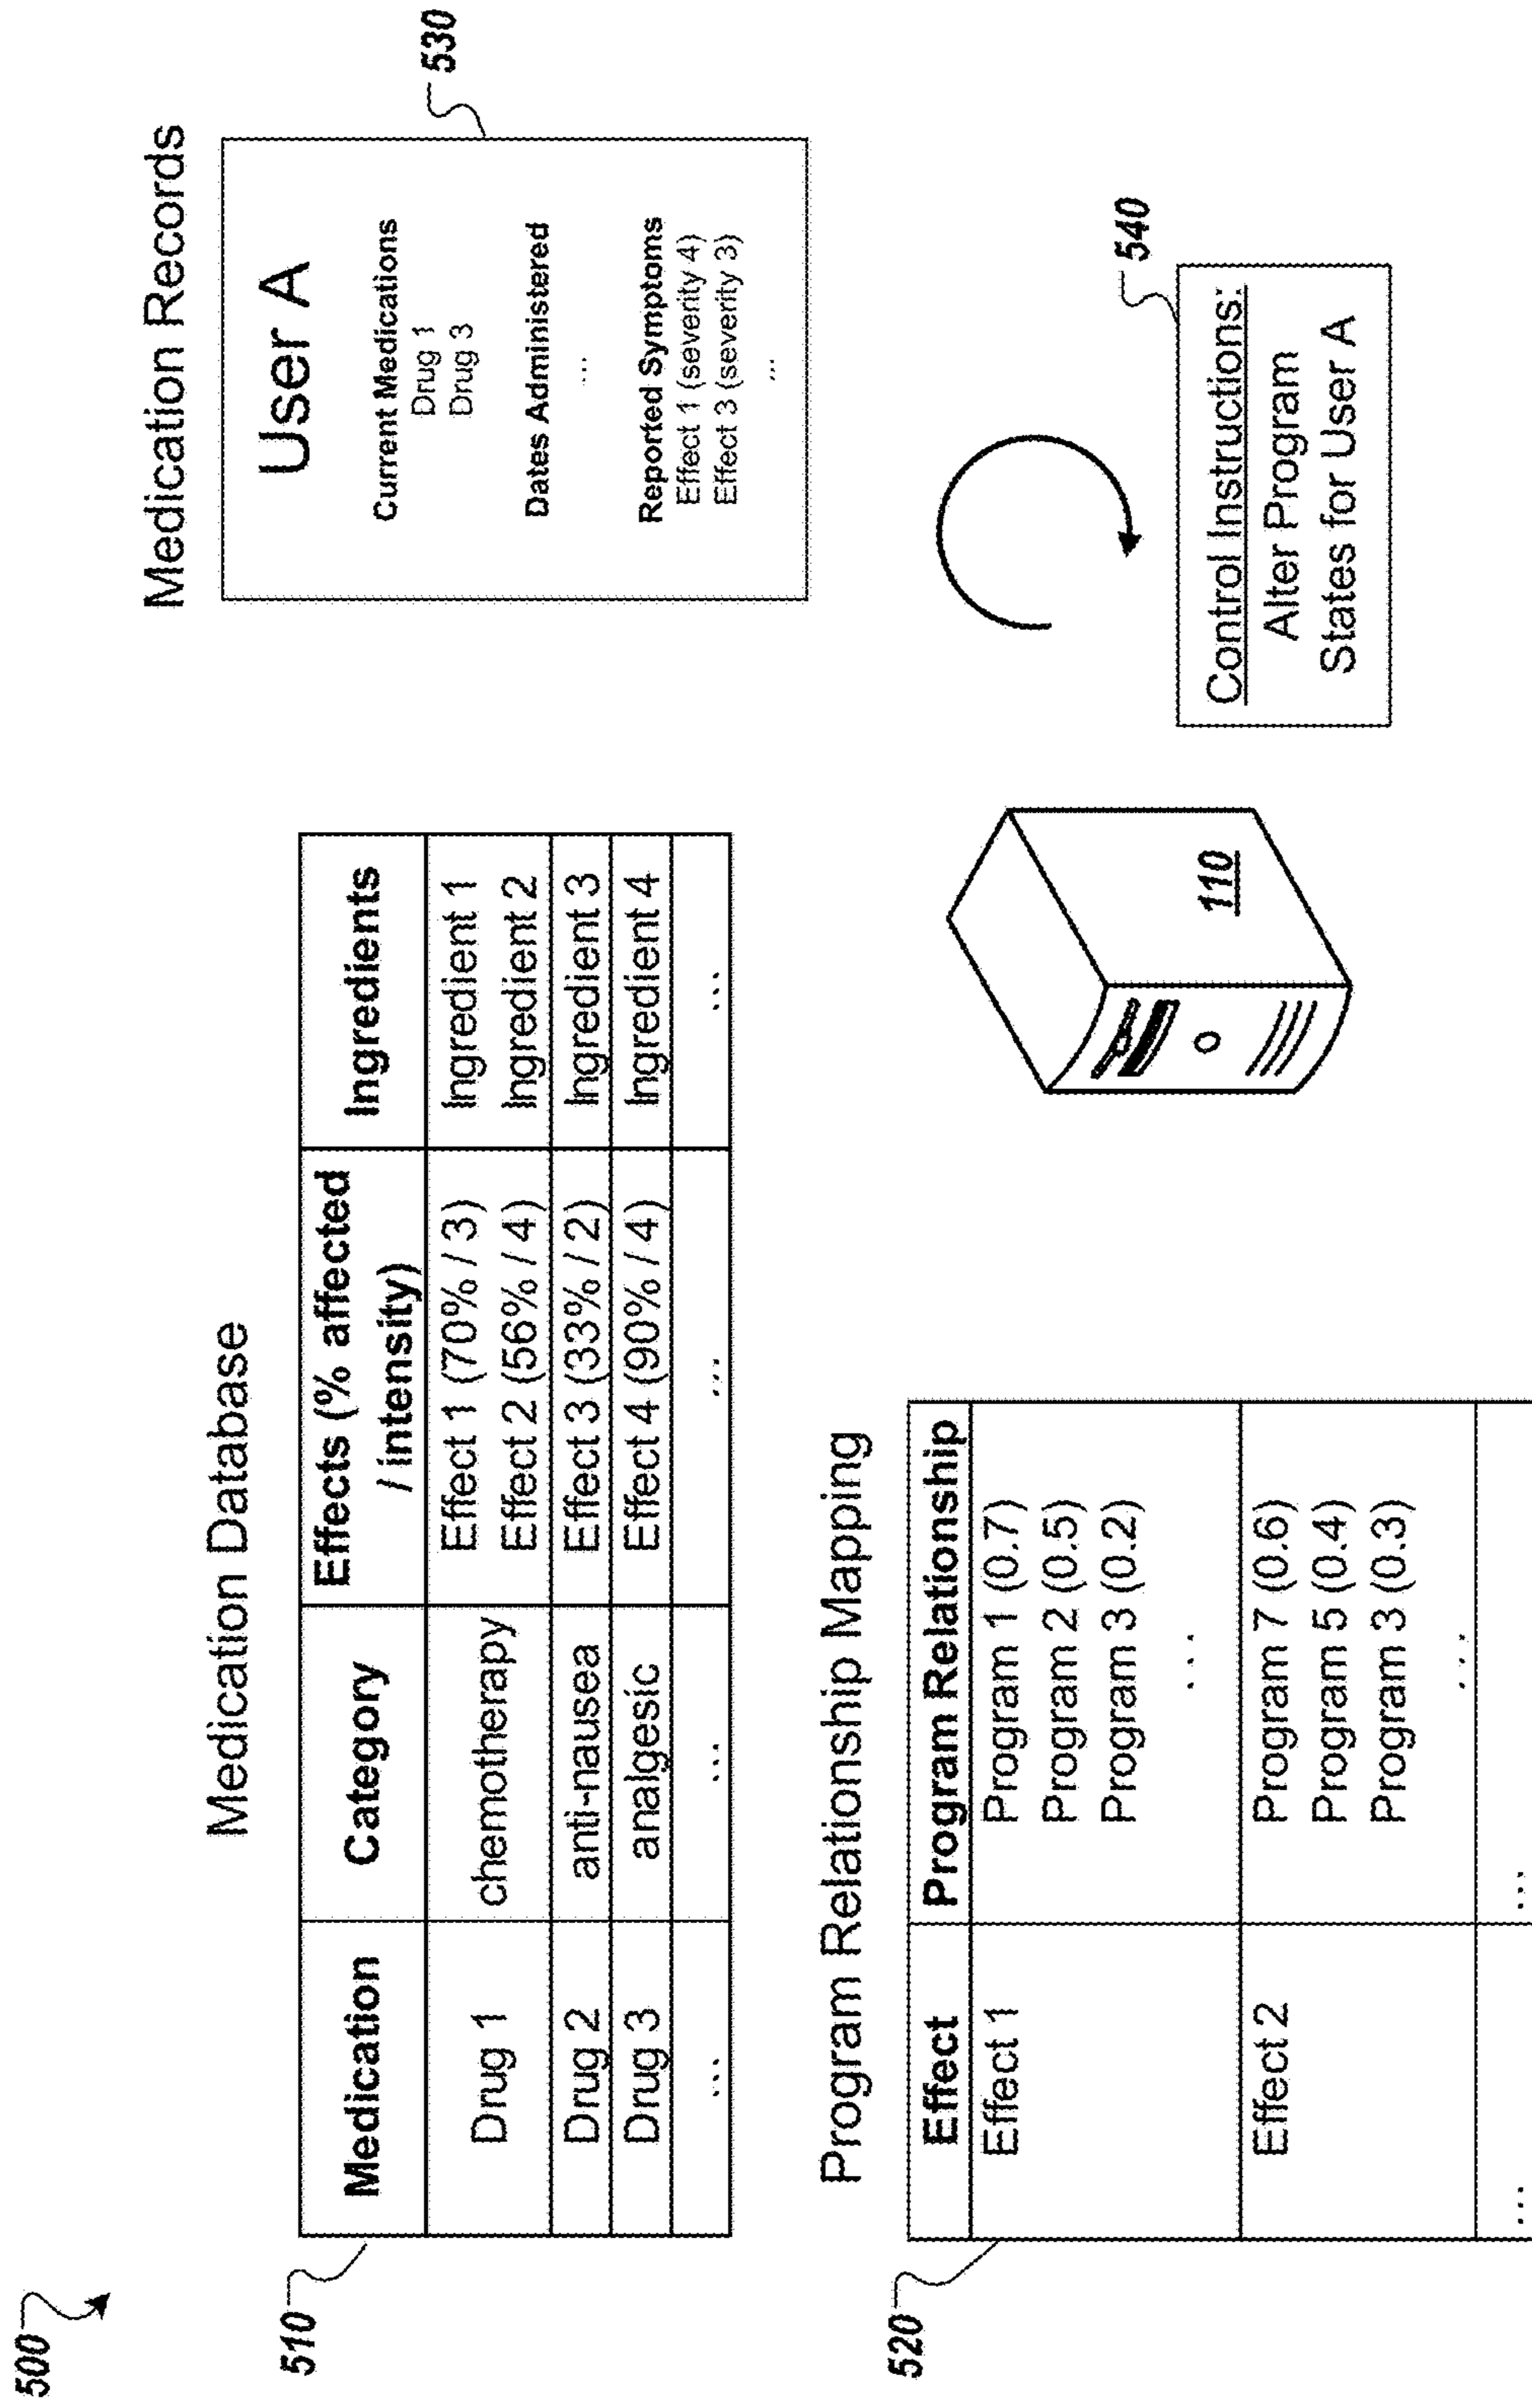 500
Medication Database
510
Medication Category Effects (% affected / intensity) Ingredients
Drug 1 chemotherapy Effect 1 (70% / 3) Ingredient 1
Effect 2 (56% / 4) Ingredient 2
Drug 2 anti-nausea Effect 3 (33% / 2) Ingredient 3
Drug 3 analgesic Effect 4 (90% / 4) Ingredient 4
... ... ... ...
Medication Records
530
User A
Current Medications
Drug 1
Drug 3
Dates Administered
...
Reported Symptoms
Effect 1 (severity 4)
Effect 3 (severity 3)
...
Program Relationship Mapping
520
Effect Program Relationship
Effect 1 Program 1 (0.7)
Program 2 (0.5)
Program 3 (0.2)
...
Effect 2 Program 7 (0.6)
Program 5 (0.4)
Program 3 (0.3)
...
... ...
110
540
Control Instructions:
Alter Program
States for User A